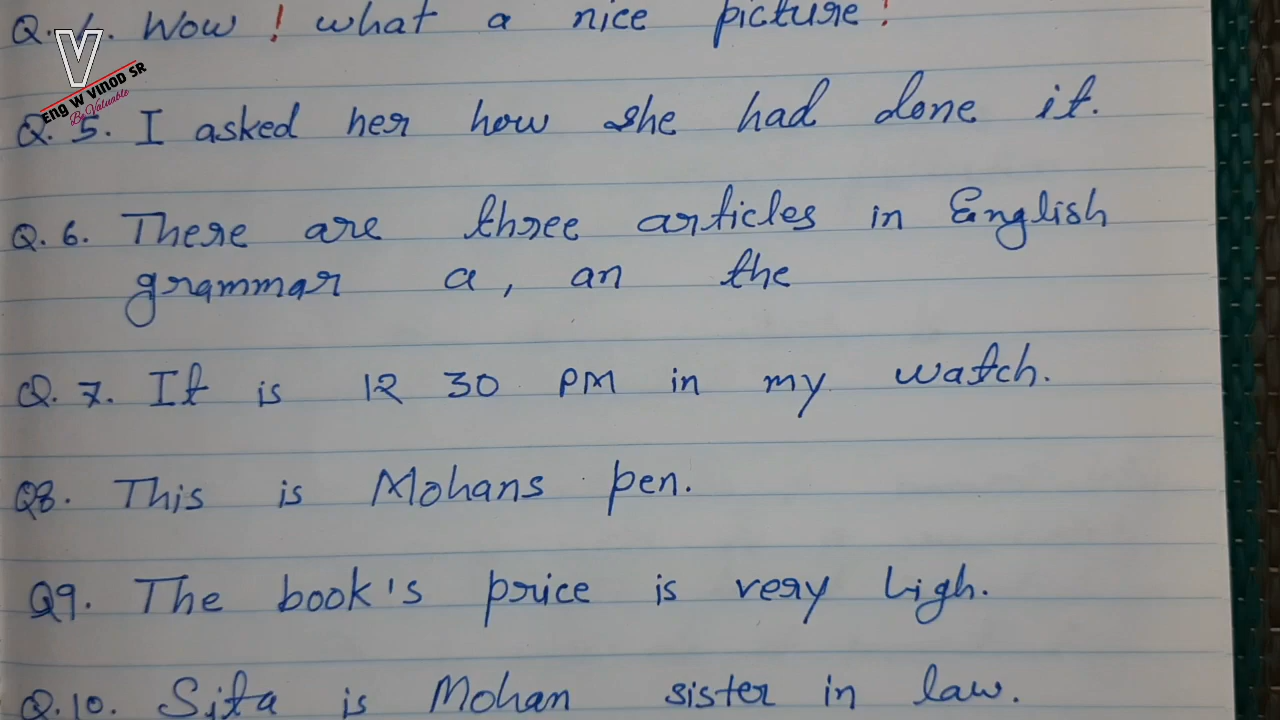 Q. 4. Wow ! what a nice picture !
V
ENG W VINOD SR
Be Valuable
Q. 5. I asked her how she had done it.
Q. 6. There are three articles in English
grammar a, an the
Q. 7. It is 12 30 PM in my watch.
Q8. This is Mohans pen.
Q9. The book's price is very high.
Q.10. Sita is Mohan sister in law.